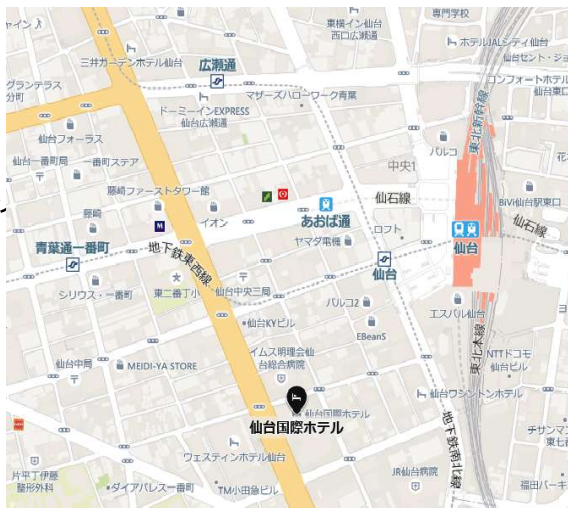 専門学校
東横イン仙台
西口広瀬通
ホテルJALシティ仙台
三井ガーデンホテル仙台
広瀬通
仙台セント・ジョ
コンフォートホテル
仙台東口
グランテラス
分町
マザーズハローワーク青葉
ドーミーインEXPRESS
仙台広瀬通
東北新幹線
仙台フォーラス
パルコ
仙台一番町局
一番町ステア
中央1
藤崎ファーストタワー館
BiVi仙台駅東口
仙石線
藤崎
イオン
あおば通
ロフト
仙石線
青葉通一番町
ヤマダ電機
仙台
地下鉄東西線
仙台
シリウス・一番町
東二番丁小
仙台中央三局
パルコ2
エスパル仙台
仙台KYビル
EBeanS
東北本線
イムス明理会仙
台総合病院
NTTドコモ
仙台ビル
仙台中局
MEIDI-YA STORE
仙台ワシントンホテル
仙台国際ホテル
仙台国際ホテル
地下鉄南北線
チサンマン
東七番
ウェスティンホテル仙台
片平丁伊藤
整形外科
JR仙台病院
ダイアパレス一番町
TM小田急ビル
福田パーキ